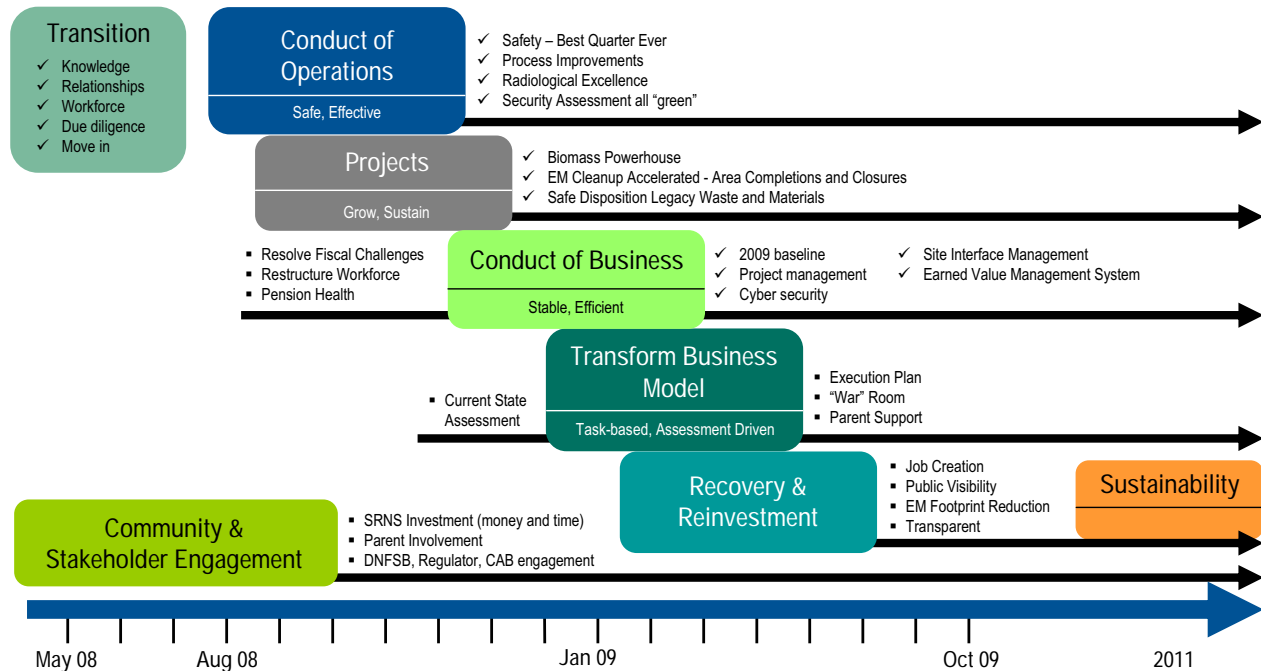 Transition
✓ Knowledge
✓ Relationships
✓ Workforce
✓ Due diligence
✓ Move in
Conduct of
Operations
Safe, Effective
✓ Safety – Best Quarter Ever
✓ Process Improvements
✓ Radiological Excellence
✓ Security Assessment all “green”
Projects
Grow, Sustain
✓ Biomass Powerhouse
✓ EM Cleanup Accelerated - Area Completions and Closures
✓ Safe Disposition Legacy Waste and Materials
▪ Resolve Fiscal Challenges
▪ Restructure Workforce
▪ Pension Health
Conduct of Business
Stable, Efficient
✓ 2009 baseline
✓ Project management
✓ Cyber security
✓ Site Interface Management
✓ Earned Value Management System
▪ Current State
Assessment
Transform Business
Model
Task-based, Assessment Driven
▪ Execution Plan
▪ “War” Room
▪ Parent Support
Recovery &
Reinvestment
▪ Job Creation
▪ Public Visibility
▪ EM Footprint Reduction
▪ Transparent
Sustainability
Community &
Stakeholder Engagement
▪ SRNS Investment (money and time)
▪ Parent Involvement
▪ DNFSB, Regulator, CAB engagement
May 08 Aug 08 Jan 09 Oct 09 2011